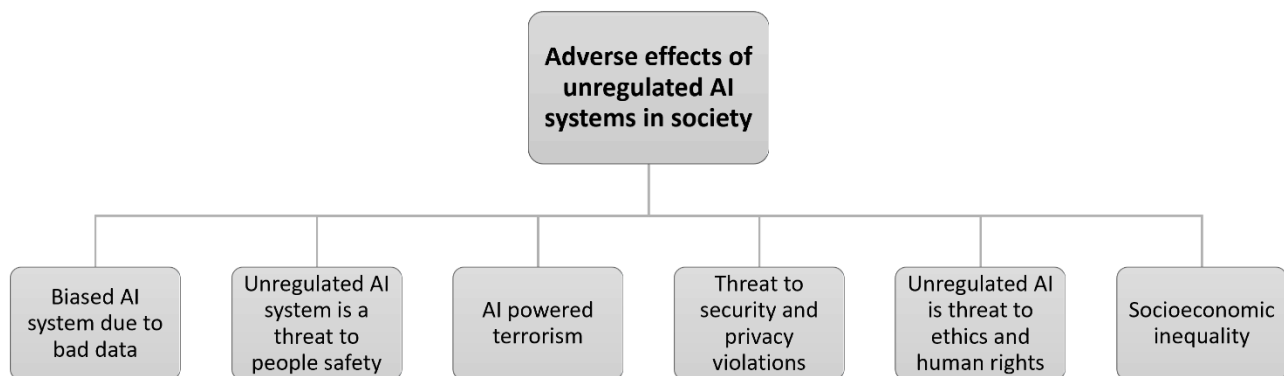 Adverse effects of
unregulated AI
systems in society
Biased AI
system due to
bad data
Unregulated AI
system is a
threat to
people safety
AI powered
terrorism
Threat to
security and
privacy
violations
Unregulated AI
is threat to
ethics and
human rights
Socioeconomic
inequality